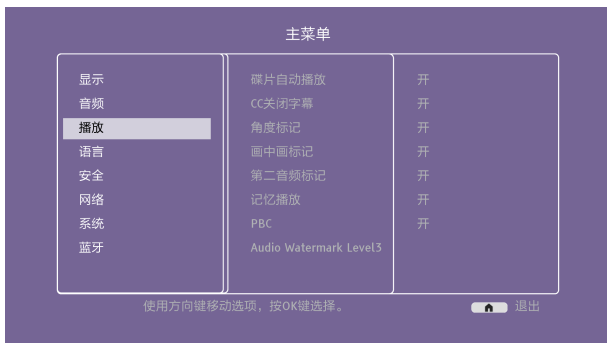 主菜单
显示 碟片自动播放 开
音频 CC关闭字幕 开
播放 角度标记 开
语言 画中画标记 开
安全 第二音频标记 开
网络 记忆播放 开
系统 PBC 开
蓝牙 Audio Watermark Level3
使用方向键移动选项，按OK键选择。 退出